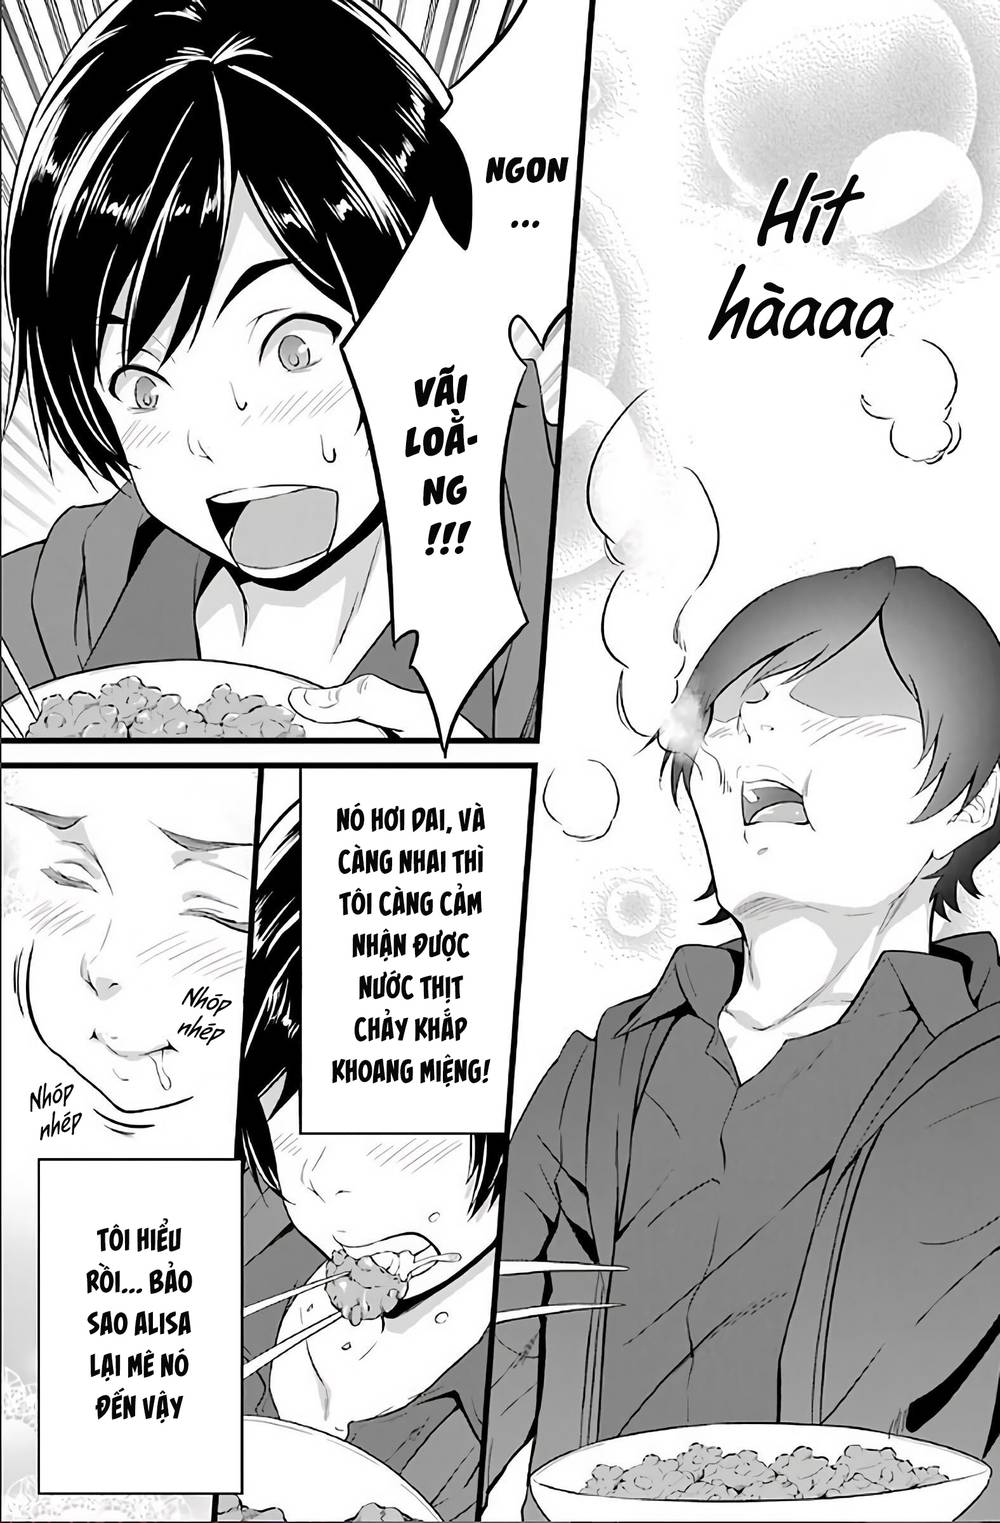 Hít
hàaaa
NGON
...
VÃI
LOẰ-
NG
!!!
NÓ HƠI DAI, VÀ
CÀNG NHAI THÌ
TÔI CÀNG CẢM
NHẬN ĐƯỢC
NƯỚC THỊT
CHẢY KHẮP
KHOANG MIỆNG!
Nhóp
nhép
Nhóp
nhép
TÔI HIỂU
RỒI... BẢO
SAO ALISA
LẠI MÊ NÓ
ĐẾN VẬY